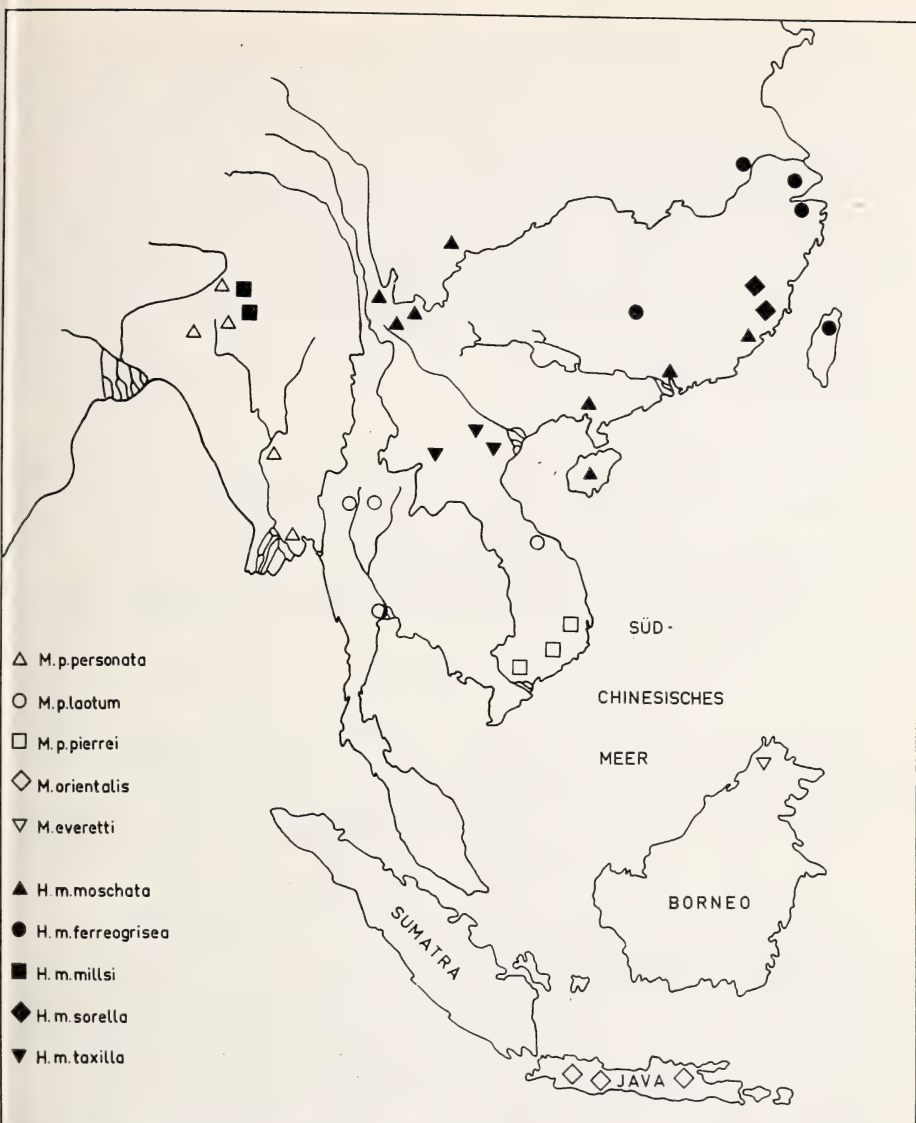 SÜD-
CHINESISCHES
MEER
M.p.personata
M.p.laotum
M.p.pierrei
M.orientalis
M.everetti
H.m.moschata
H.m.ferreogrisea
H.m.millsi
H.m.sorella
H.m.taxilla
BORNEO
SUMATRA
JAVA